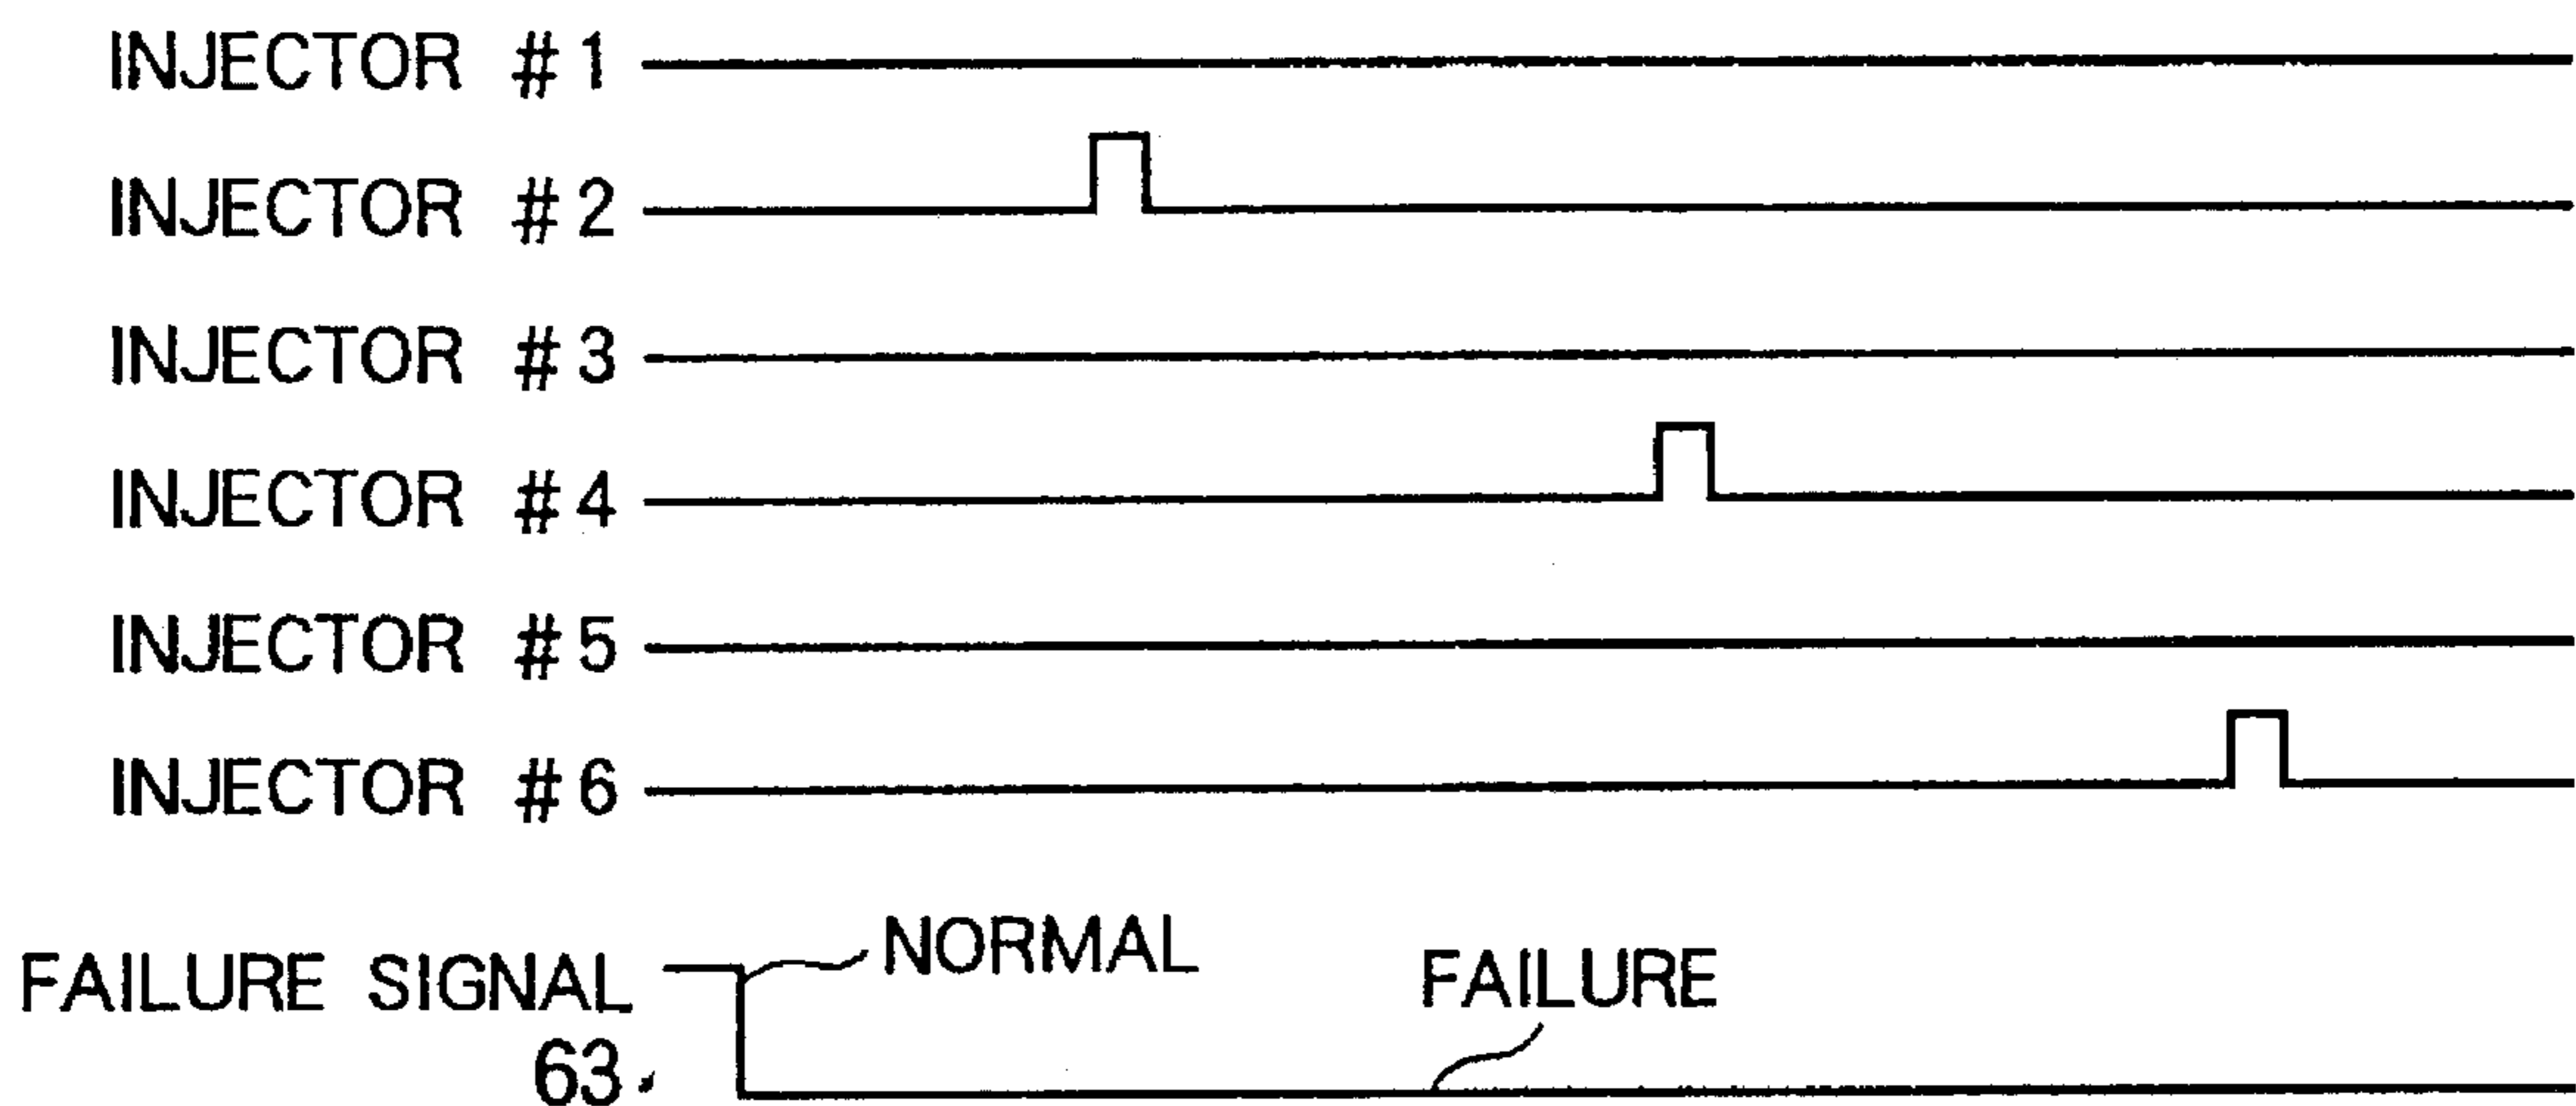 INJECTOR #1
INJECTOR #2
INJECTOR #3
INJECTOR #4
INJECTOR #5
INJECTOR #6
NORMAL
FAILURE SIGNAL
FAILURE
63